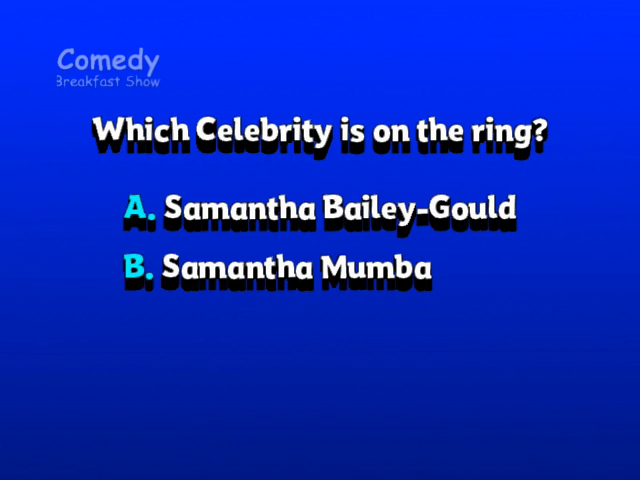 Comedy
Breakfast Show
Which Celebrity is on the ring?
A. Samantha Bailey-Gould
B. Samantha Mumba